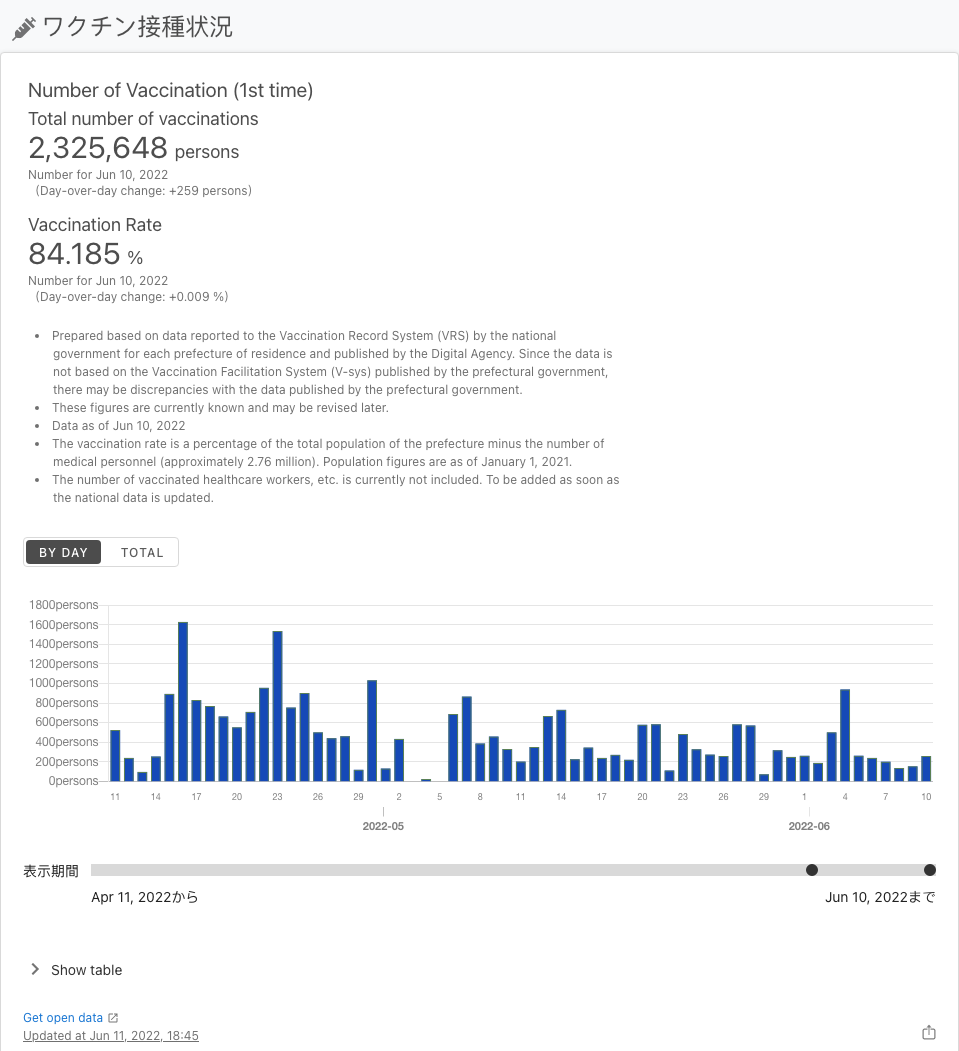 ワクチン接種状況
Number of Vaccination (1st time)
Total number of vaccinations
2,325,648 persons
Number for Jun 10, 2022
(Day-over-day change: +259 persons)
Vaccination Rate
84.185 %
Number for Jun 10, 2022
(Day-over-day change: +0.009 %)
• Prepared based on data reported to the Vaccination Record System (VRS) by the national
government for each prefecture of residence and published by the Digital Agency. Since the data is
not based on the Vaccination Facilitation System (V-sys) published by the prefectural government,
there may be discrepancies with the data published by the prefectural government.
• These figures are currently known and may be revised later.
• Data as of Jun 10, 2022
• The vaccination rate is a percentage of the total population of the prefecture minus the number of
medical personnel (approximately 2.76 million). Population figures are as of January 1, 2021.
• The number of vaccinated healthcare workers, etc. is currently not included. To be added as soon as
the national data is updated.
BY DAY TOTAL
1800persons
1600persons
1400persons
1200persons
1000persons
800persons
600persons
400persons
200persons
0persons
11 14 17 20 23 26 29 2 5 8 11 14 17 20 23 26 29 1 4 7 10
2022-05 2022-06
表示期間
Apr 11, 2022から Jun 10, 2022まで
Show table
Get open data
Updated at Jun 11, 2022, 18:45